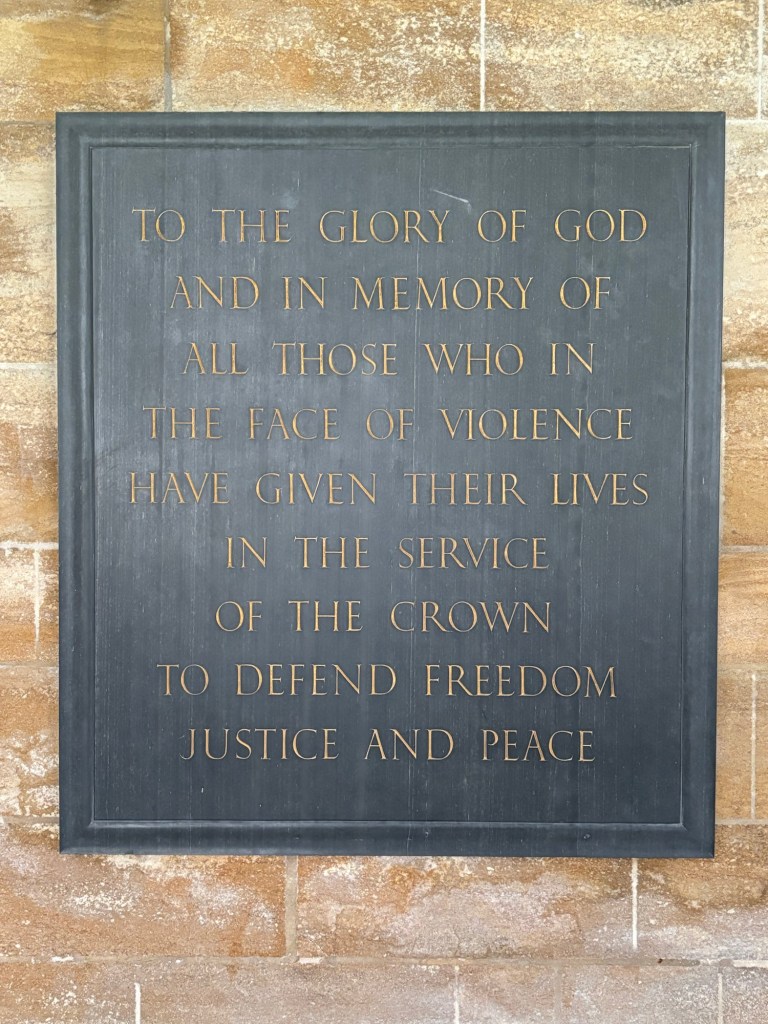 TO THE GLORY OF GOD
AND IN MEMORY OF
ALL THOSE WHO IN
THE FACE OF VIOLENCE
HAVE GIVEN THEIR LIVES
IN THE SERVICE
OF THE CROWN
TO DEFEND FREEDOM
JUSTICE AND PEACE